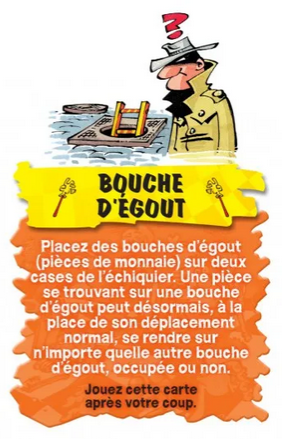 ?
BOUCHE
D'ÉGOUT
Placez des bouches d'égout
(pièces de monnaie) sur deux
cases de l'échiquier. Une pièce
se trouvant sur une bouche
d'égout peut désormais, à la
place de son déplacement
normal, se rendre sur
n'importe quelle autre bouche
d'égout, occupée ou non.
Jouez cette carte
après votre coup.